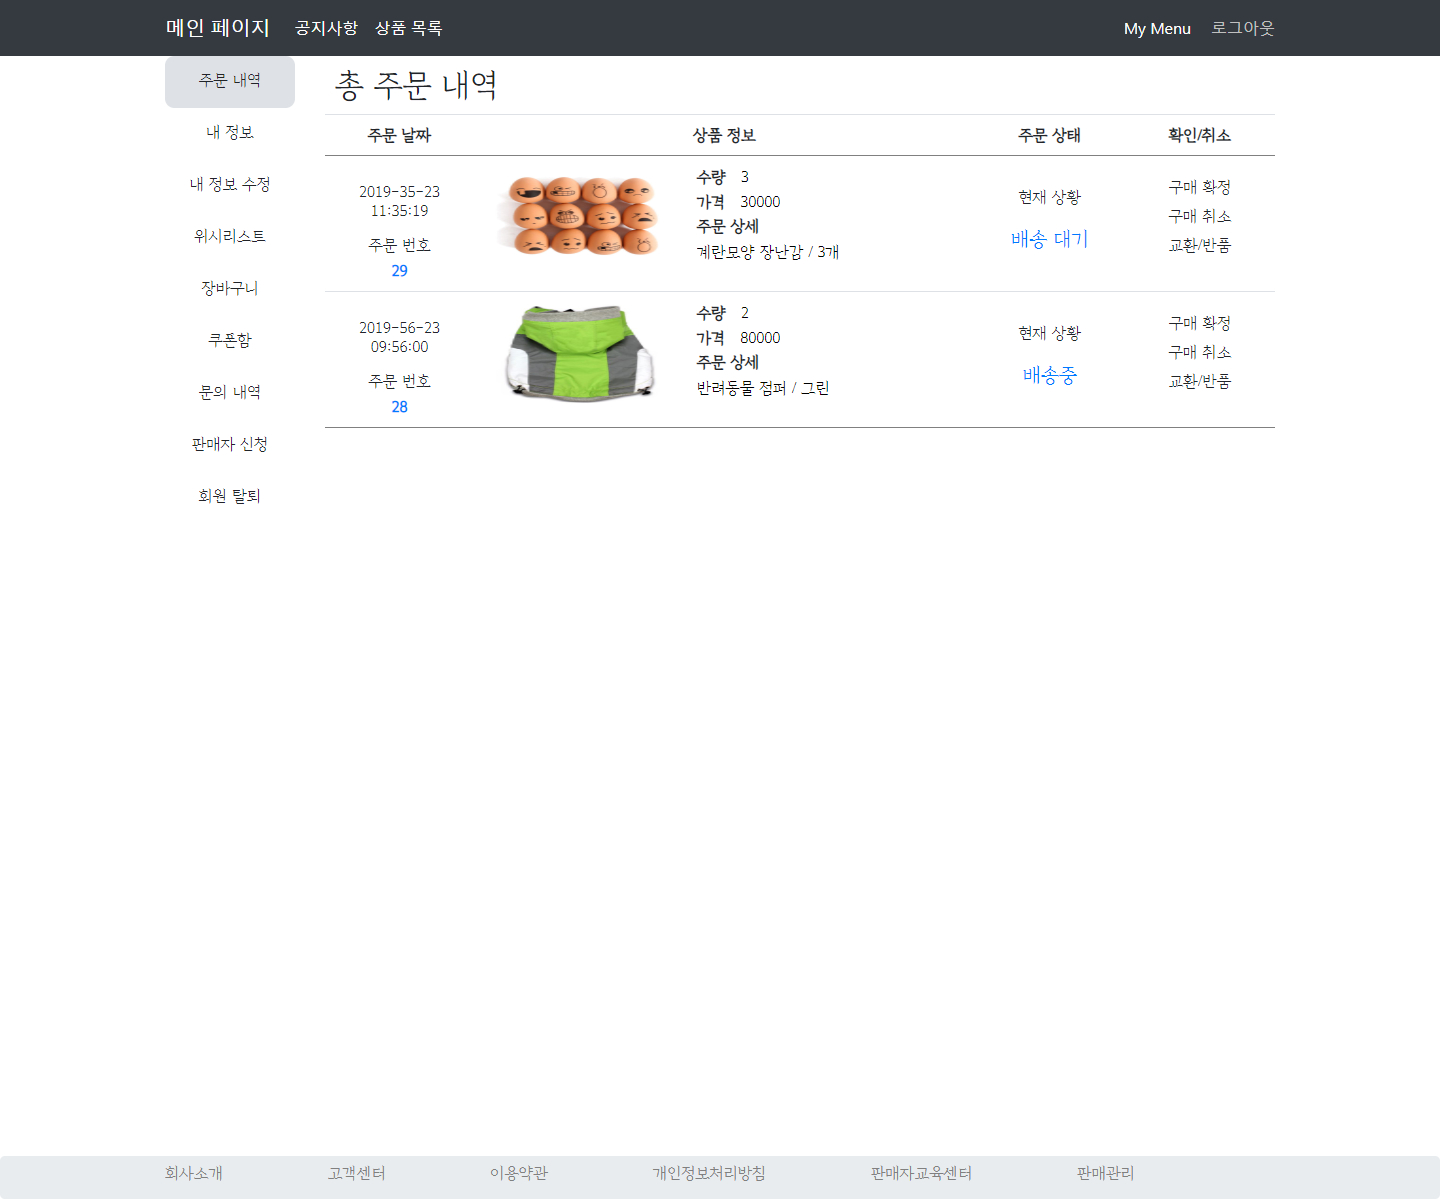 메인 페이지 공지사항 상품 목록 My Menu 로그아웃
주문 내역
내 정보
내 정보 수정
위시리스트
장바구니
쿠폰함
문의 내역
판매자 신청
회원 탈퇴
총 주문 내역
주문 날짜 상품 정보 주문 상태 확인/취소
2019-35-23
11:35:19
주문 번호
29
수량 3
가격 30000
주문 상세
계란모양 장난감 / 3개
현재 상황
배송 대기
구매 확정
구매 취소
교환/반품
2019-56-23
09:56:00
주문 번호
28
수량 2
가격 80000
주문 상세
반려동물 점퍼 / 그린
현재 상황
배송중
구매 확정
구매 취소
교환/반품
회사소개 고객센터 이용약관 개인정보처리방침 판매자교육센터 판매관리